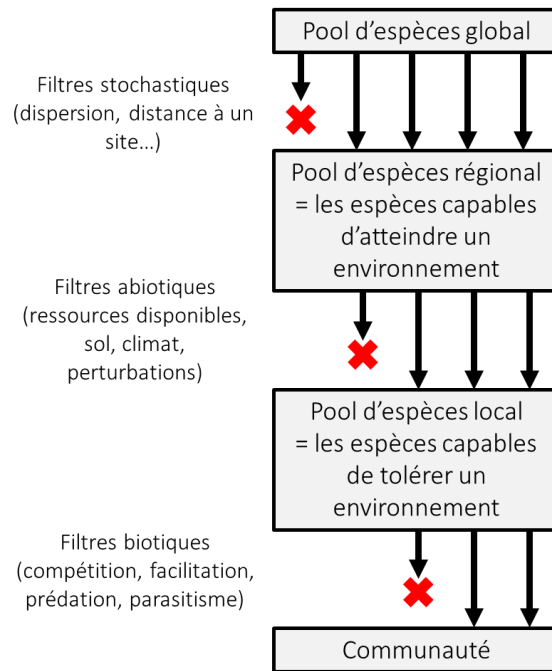 Pool d'espèces global
Filtres stochastiques
(dispersion, distance à un
site...)
Pool d'espèces régional
= les espèces capables
d'atteindre un
environnement
Filtres abiotiques
(ressources disponibles,
sol, climat,
perturbations)
Pool d'espèces local
= les espèces capables
de tolérer un
environnement
Filtres biotiques
(compétition, facilitation,
prédation, parasitisme)
Communauté